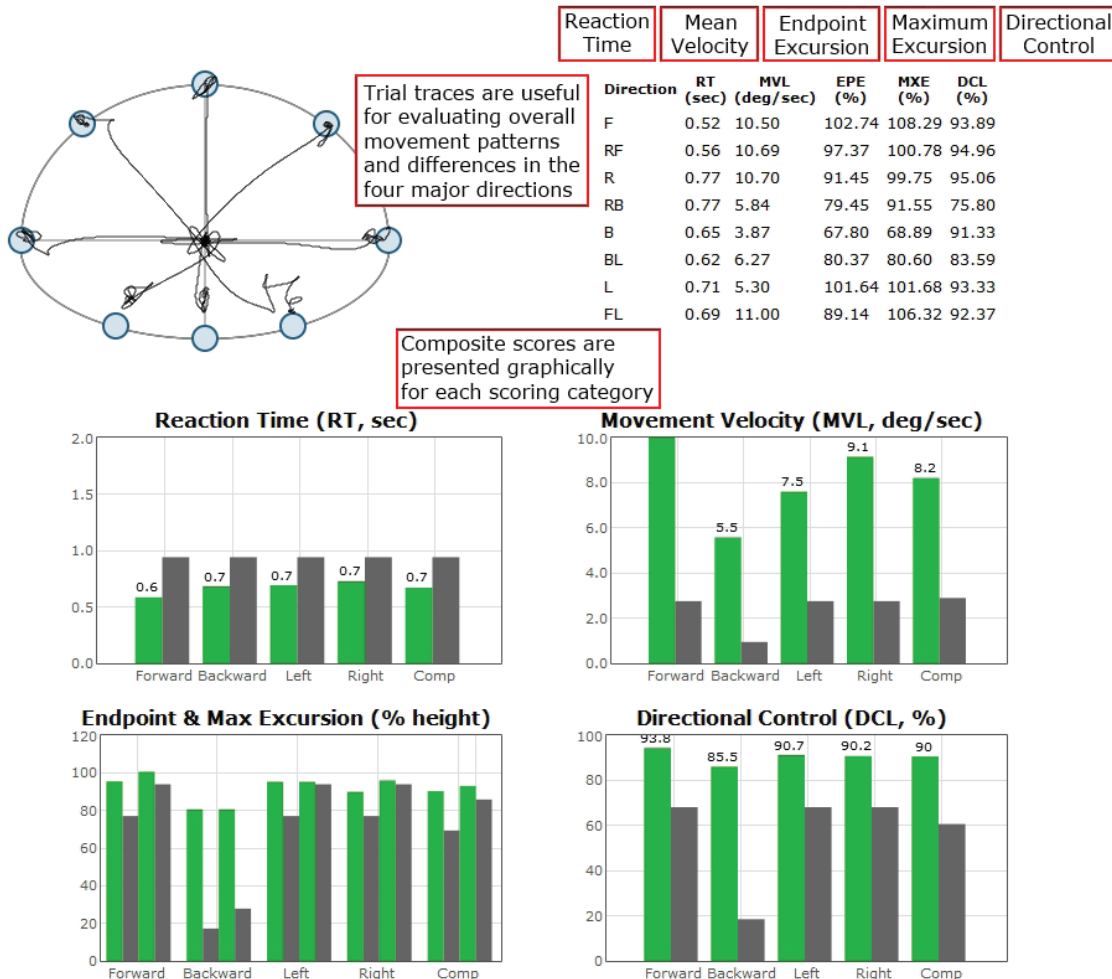 Reaction
Time
Mean
Velocity
Endpoint
Excursion
Maximum
Excursion
Directional
Control
Trial traces are useful
for evaluating overall
movement patterns
and differences in the
four major directions
Direction RT (sec) MVL (deg/sec) EPE (%) MXE (%) DCL (%)
F 0.52 10.50 102.74 108.29 93.89
RF 0.56 10.69 97.37 100.78 94.96
R 0.77 10.70 91.45 99.75 95.06
RB 0.77 5.84 79.45 91.55 75.80
B 0.65 3.87 67.80 68.89 91.33
BL 0.62 6.27 80.37 80.60 83.59
L 0.71 5.30 101.64 101.68 93.33
FL 0.69 11.00 89.14 106.32 92.37
Composite scores are
presented graphically
for each scoring category
Reaction Time (RT, sec)
2.0
1.5
1.0
0.5
0.0
0.6 0.7 0.7 0.7 0.7
Forward Backward Left Right Comp
Movement Velocity (MVL, deg/sec)
10.0
8.0
6.0
4.0
2.0
0.0
5.5 7.5 9.1 8.2
Forward Backward Left Right Comp
Endpoint & Max Excursion (% height)
120
100
80
60
40
20
0
Forward Backward Left Right Comp
Directional Control (DCL, %)
100
80
60
40
20
0
93.8 85.5 90.7 90.2 90
Forward Backward Left Right Comp